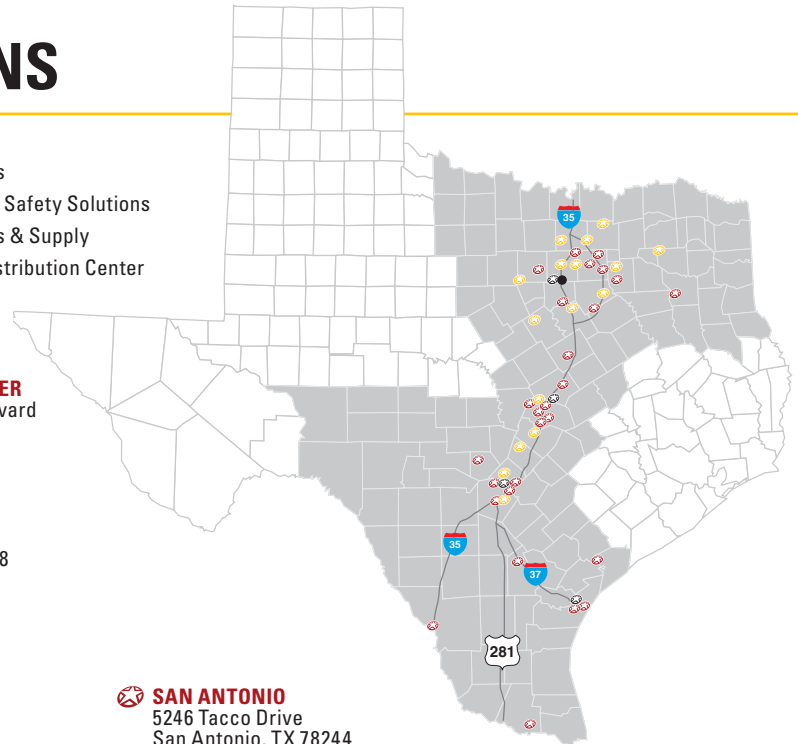 NS
s
Safety Solutions
s & Supply
stribution Center
ER
vard
8
35
35
37
281
SAN ANTONIO
5246 Tacco Drive
San Antonio, TX 78244